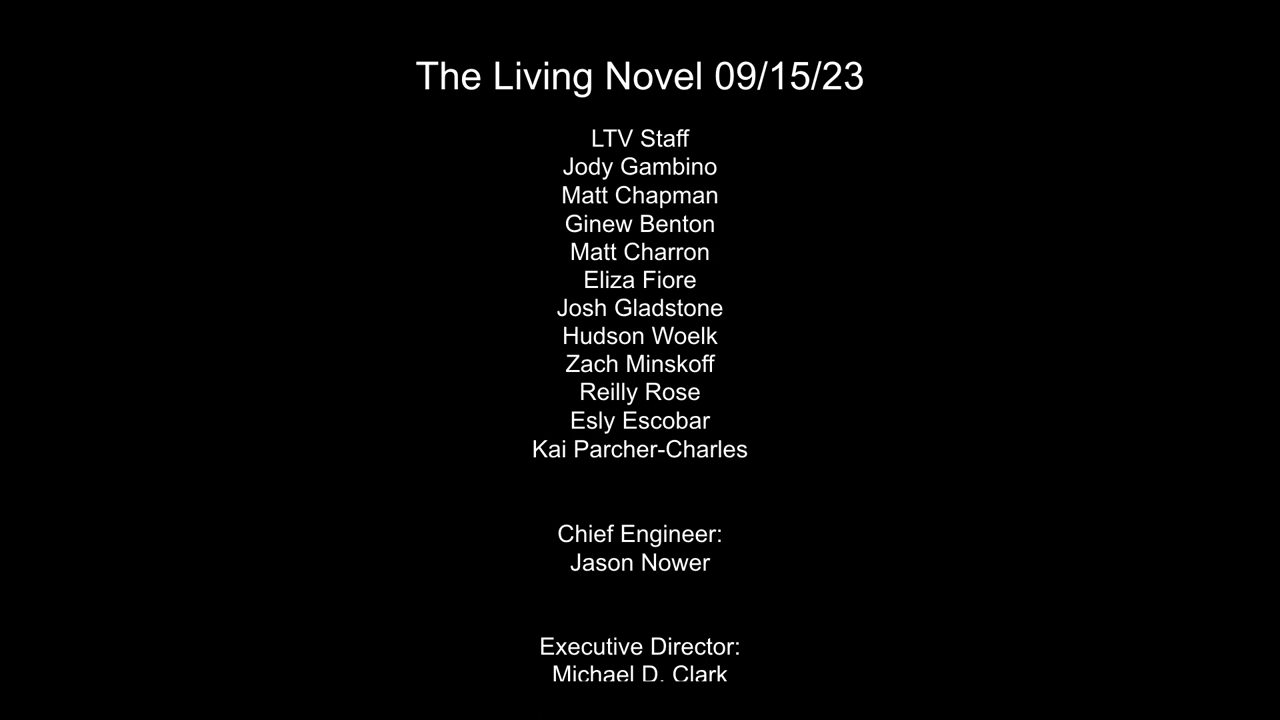 The Living Novel 09/15/23
LTV Staff
Jody Gambino
Matt Chapman
Ginew Benton
Matt Charron
Eliza Fiore
Josh Gladstone
Hudson Woelk
Zach Minskoff
Reilly Rose
Esly Escobar
Kai Parcher-Charles
Chief Engineer:
Jason Nower
Executive Director:
Michael D. Clark